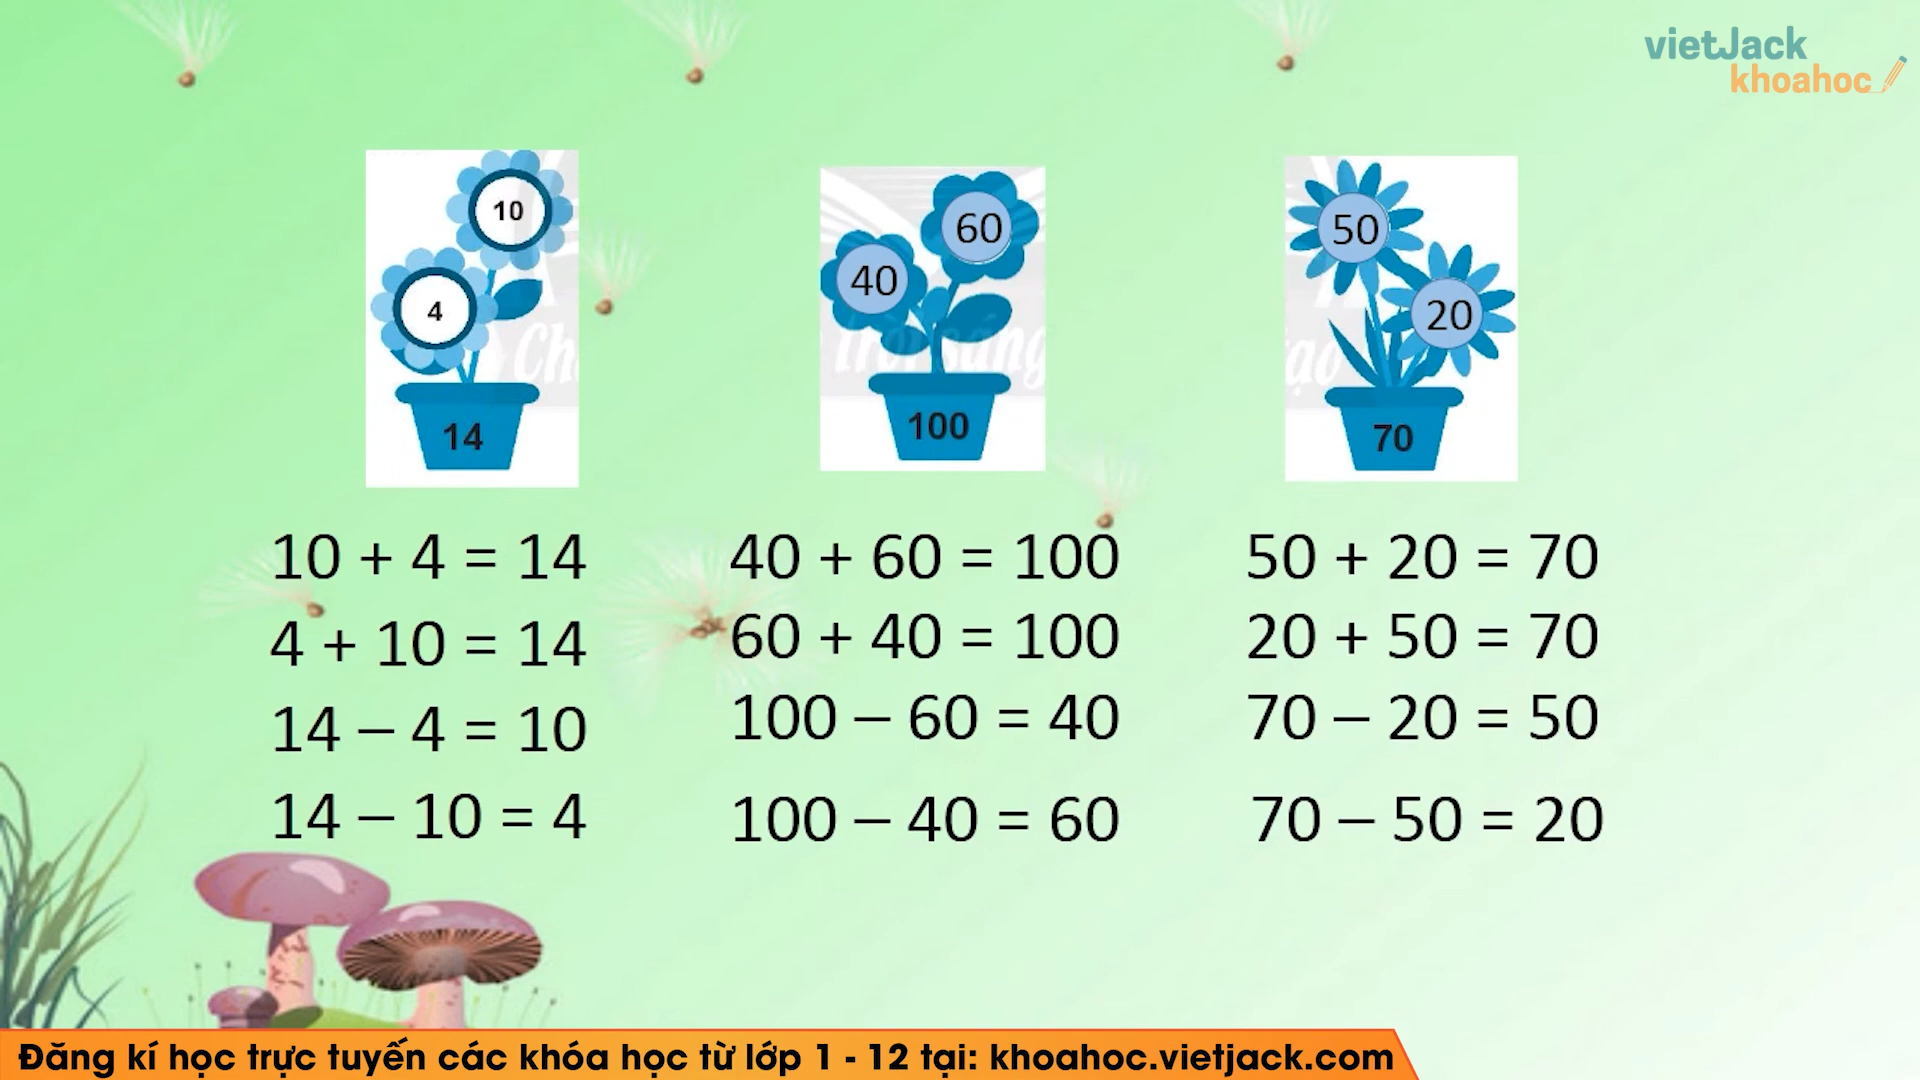 vietJack
khoahoc
10
4
14
60
40
100
50
20
70
10 + 4 = 14
4 + 10 = 14
14 – 4 = 10
14 – 10 = 4
40 + 60 = 100
60 + 40 = 100
100 – 60 = 40
100 – 40 = 60
50 + 20 = 70
20 + 50 = 70
70 – 20 = 50
70 – 50 = 20
Đăng kí học trực tuyến các khóa học từ lớp 1 - 12 tại: khoahoc.vietjack.com